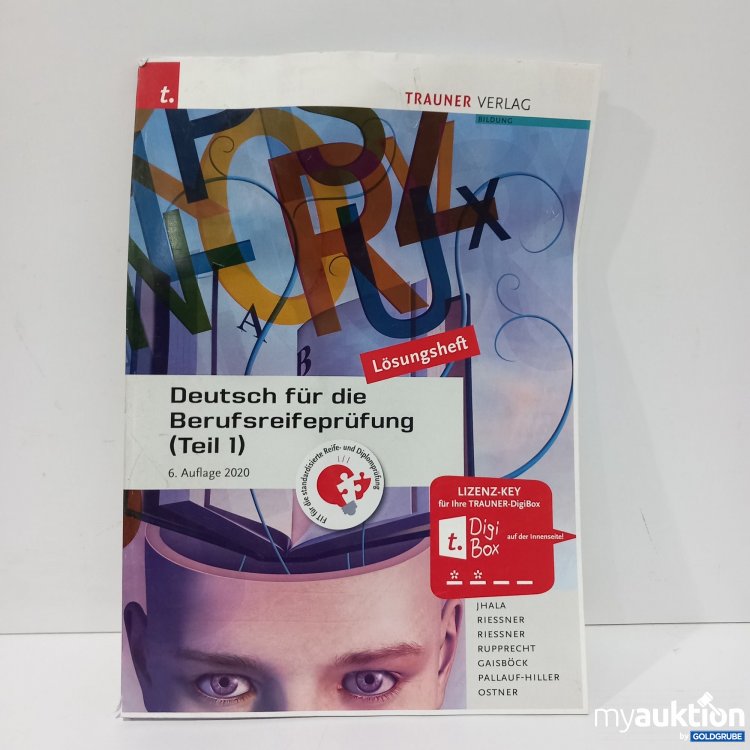 t.
TRAUNER VERLAG
BILDUNG
A
B
X
Lösungsheft
Deutsch für die
Berufsreifeprüfung
(Teil 1)
6. Auflage 2020
FIT für die standardisierte Reife- und Diplomprüfung
LIZENZ-KEY
für Ihre TRAUNER-DigiBox
t. Digi Box
auf der Innenseite!
* * _ _
JHALA
RIESSNER
RIESSNER
RUPPRECHT
GAISBÖCK
PALLAUF-HILLER
OSTNER
myauktion
by GOLDGRUBE